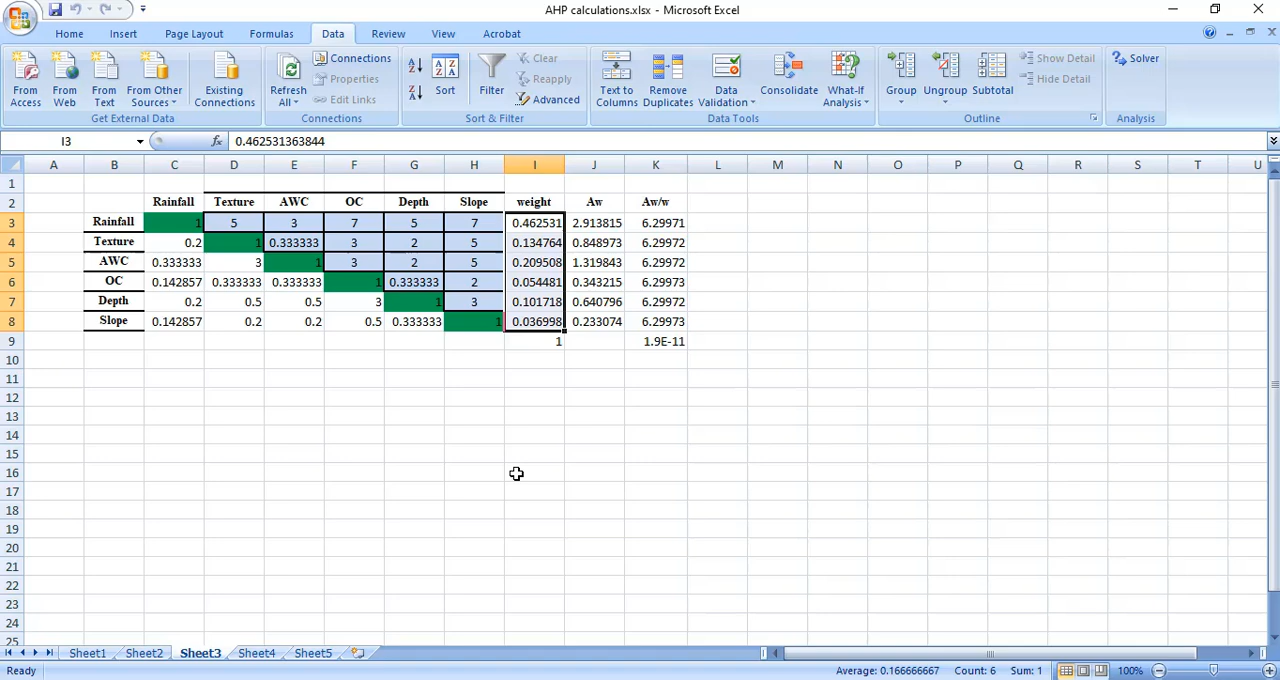 AHP calculations.xlsx - Microsoft Excel
Home Insert Page Layout Formulas Data Review View Acrobat
From Access From Web From Text From Other Sources Existing Connections
Get External Data
Refresh All Connections Properties Edit Links
Connections
Sort Filter Clear Reapply Advanced
Sort & Filter
Text to Columns Remove Duplicates Data Validation Consolidate What-If Analysis
Data Tools
Group Ungroup Subtotal Show Detail Hide Detail
Outline
Solver
Analysis
I3 fx 0.462531363844
A B C D E F G H I J K L M N O P Q R S T U
1
2 Rainfall Texture AWC OC Depth Slope weight Aw Aw/w
3 Rainfall 1 5 3 7 5 7 0.462531 2.913815 6.29971
4 Texture 0.2 1 0.333333 3 2 5 0.134764 0.848973 6.29972
5 AWC 0.333333 3 1 3 2 5 0.209508 1.319843 6.29972
6 OC 0.142857 0.333333 0.333333 1 0.333333 2 0.054481 0.343215 6.29973
7 Depth 0.2 0.5 0.5 3 1 3 0.101718 0.640796 6.29972
8 Slope 0.142857 0.2 0.2 0.5 0.333333 1 0.036998 0.233074 6.29973
9 1 1.9E-11
10
11
12
13
14
15
16
17
18
19
20
21
22
23
24
25
Sheet1 Sheet2 Sheet3 Sheet4 Sheet5
Ready Average: 0.166666667 Count: 6 Sum: 1 100%